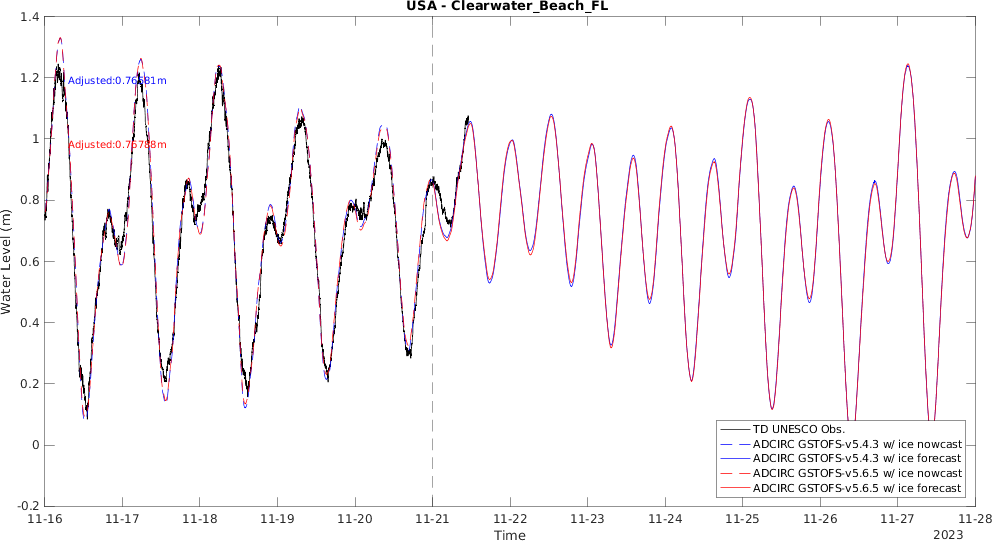 USA - Clearwater_Beach_FL
1.4
1.2
1
0.8
0.6
0.4
0.2
0
-0.2
Water Level (m)
Adjusted:0.76681m
Adjusted:0.76788m
TD UNESCO Obs.
ADCIRC GSTOFS-v5.4.3 w/ ice nowcast
ADCIRC GSTOFS-v5.4.3 w/ ice forecast
ADCIRC GSTOFS-v5.6.5 w/ ice nowcast
ADCIRC GSTOFS-v5.6.5 w/ ice forecast
11-16 11-17 11-18 11-19 11-20 11-21 11-22 11-23 11-24 11-25 11-26 11-27 11-28
Time
2023